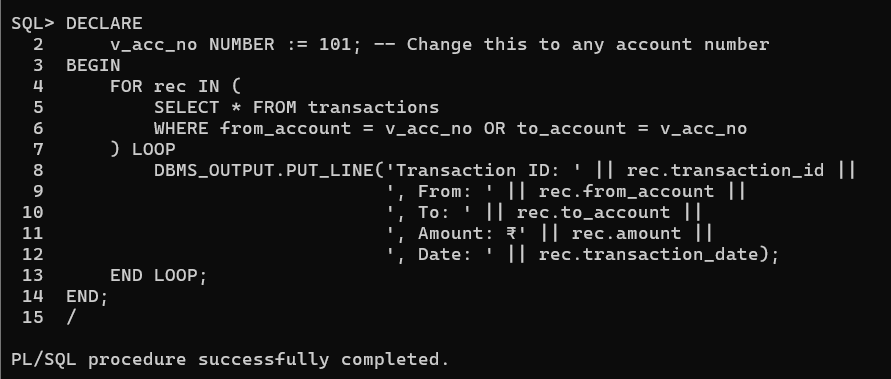 SQL> DECLARE
  2      v_acc_no NUMBER := 101; -- Change this to any account number
  3  BEGIN
  4      FOR rec IN (
  5          SELECT * FROM transactions
  6          WHERE from_account = v_acc_no OR to_account = v_acc_no
  7      ) LOOP
  8          DBMS_OUTPUT.PUT_LINE('Transaction ID: ' || rec.transaction_id ||
  9                               ', From: ' || rec.from_account ||
 10                               ', To: ' || rec.to_account ||
 11                               ', Amount: ₹' || rec.amount ||
 12                               ', Date: ' || rec.transaction_date);
 13      END LOOP;
 14  END;
 15  /
PL/SQL procedure successfully completed.